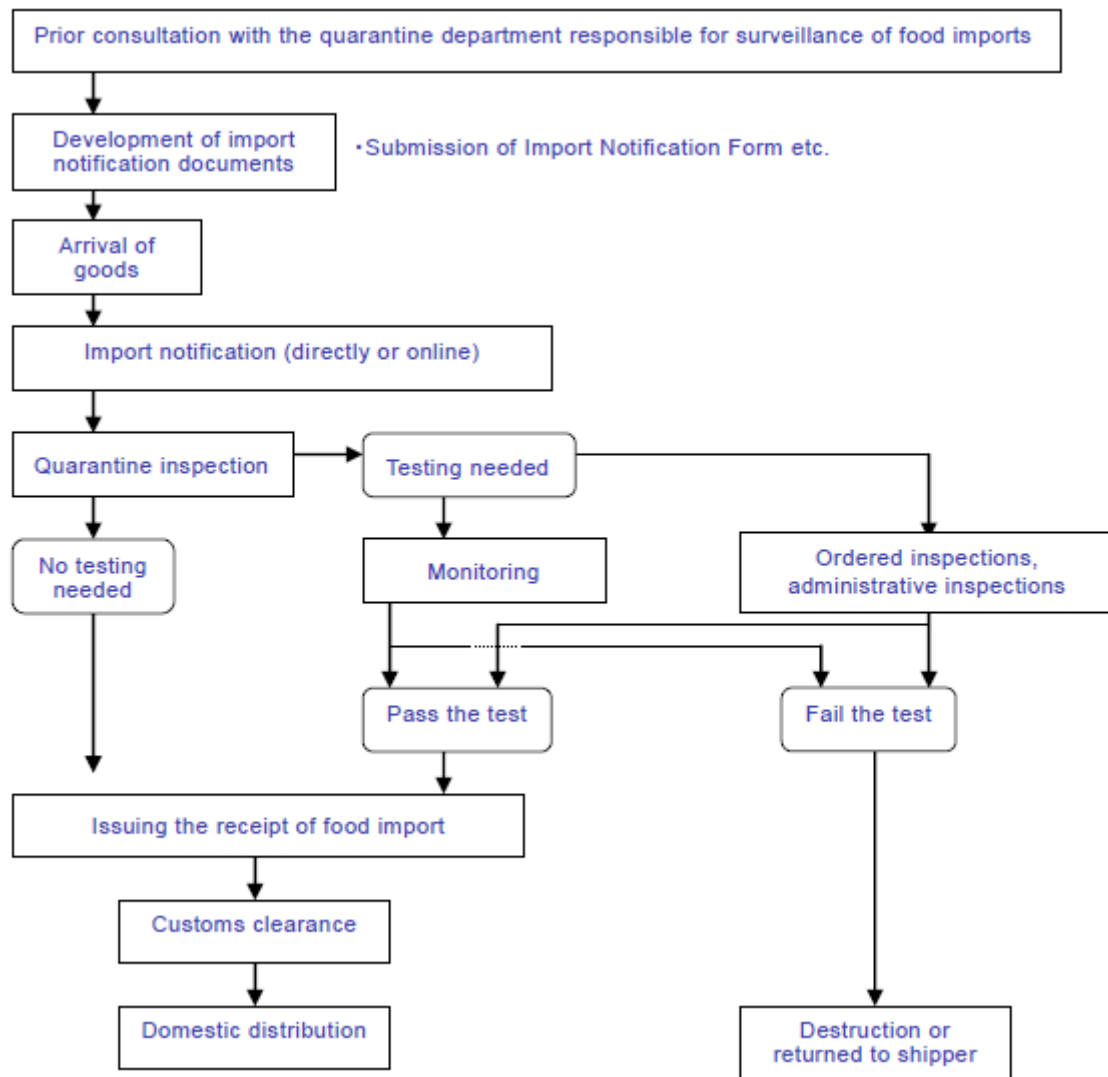 Prior consultation with the quarantine department responsible for surveillance of food imports
Development of import
notification documents
・Submission of Import Notification Form etc.
Arrival of
goods
Import notification (directly or online)
Quarantine inspection
Testing needed
No testing
needed
Monitoring
Ordered inspections,
administrative inspections
Pass the test
Fail the test
Issuing the receipt of food import
Customs clearance
Domestic distribution
Destruction or
returned to shipper